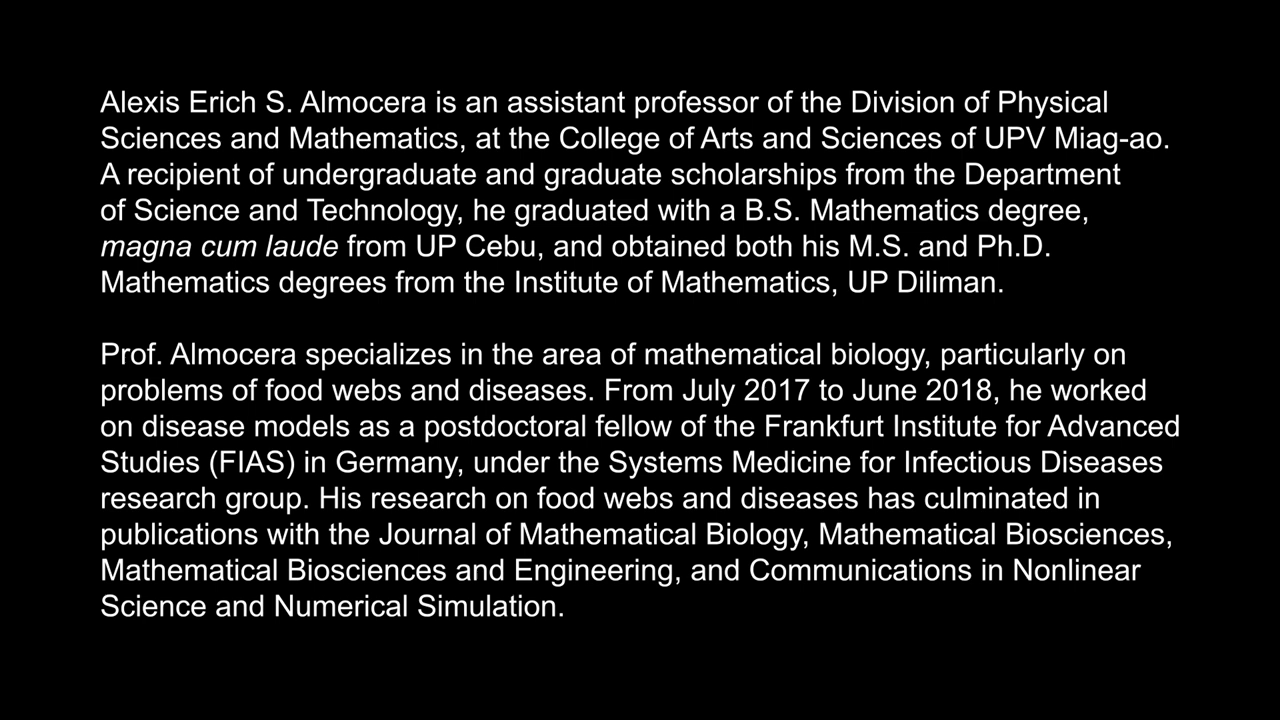 Alexis Erich S. Almocera is an assistant professor of the Division of Physical
Sciences and Mathematics, at the College of Arts and Sciences of UPV Miag-ao.
A recipient of undergraduate and graduate scholarships from the Department
of Science and Technology, he graduated with a B.S. Mathematics degree,
magna cum laude from UP Cebu, and obtained both his M.S. and Ph.D.
Mathematics degrees from the Institute of Mathematics, UP Diliman.
Prof. Almocera specializes in the area of mathematical biology, particularly on
problems of food webs and diseases. From July 2017 to June 2018, he worked
on disease models as a postdoctoral fellow of the Frankfurt Institute for Advanced
Studies (FIAS) in Germany, under the Systems Medicine for Infectious Diseases
research group. His research on food webs and diseases has culminated in
publications with the Journal of Mathematical Biology, Mathematical Biosciences,
Mathematical Biosciences and Engineering, and Communications in Nonlinear
Science and Numerical Simulation.